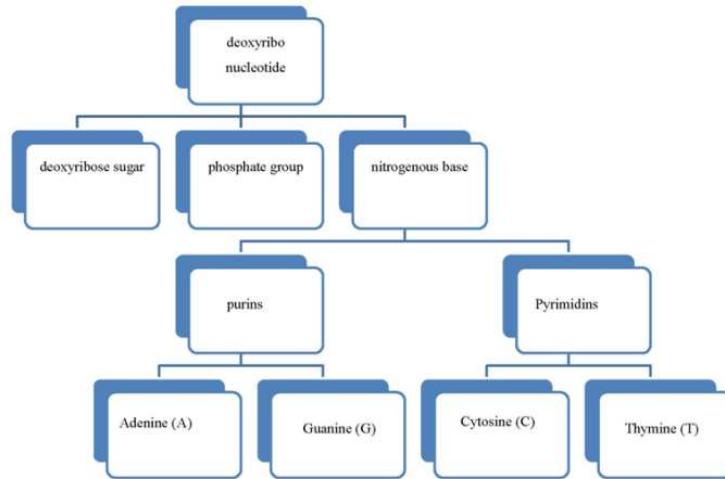 deoxyribo
nucleotide
deoxyribose sugar
phosphate group
nitrogenous base
purins
Pyrimidins
Adenine (A)
Guanine (G)
Cytosine (C)
Thymine (T)